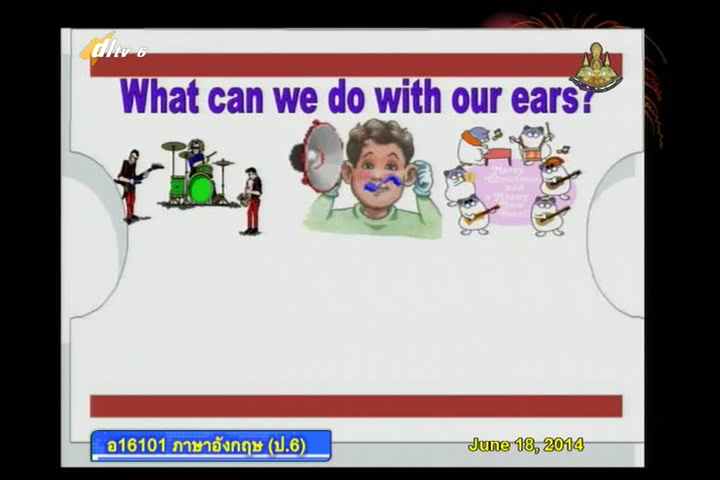 dltv-6
What can we do with our ears?
Merry
Christmas
and
a Happy
New
อ16101 ภาษาอังกฤษ (ป.6)
June 18, 2014